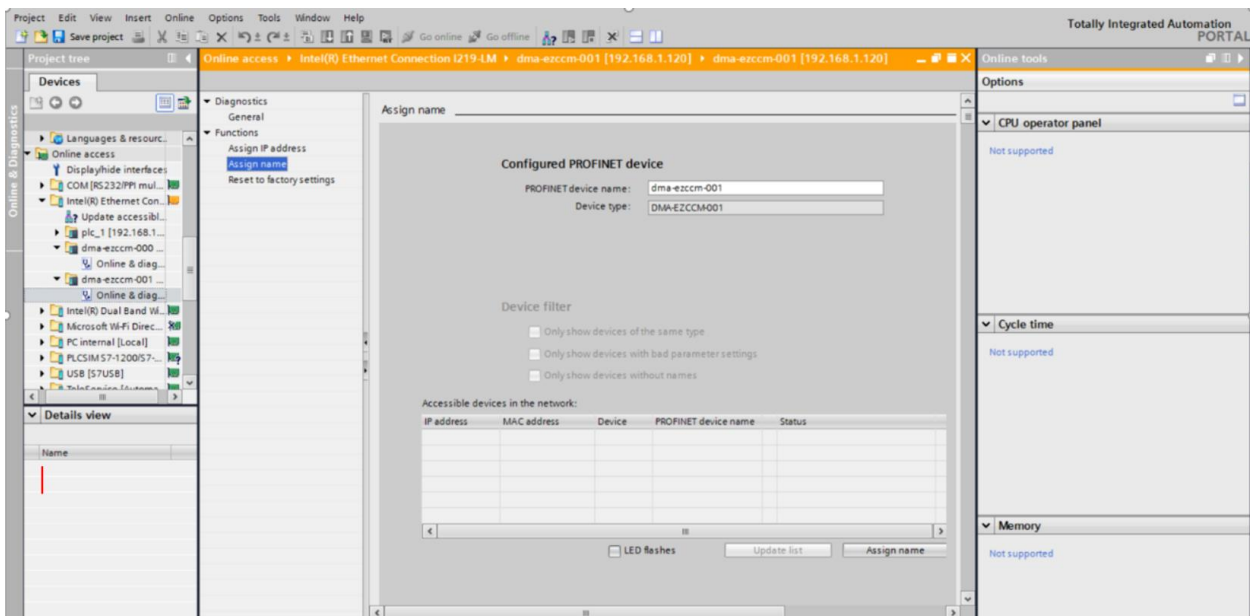 Project Edit View Insert Online Options Tools Window Help
Totally Integrated Automation
PORTAL
Save project
Go online
Go offline
Project tree
Online access ▸ Intel(R) Ethernet Connection I219-LM ▸ dma-ezccm-001 [192.168.1.120] ▸ dma-ezccm-001 [192.168.1.120]
Online tools
Devices
Options
Online & Diagnostics
Languages & resourc..
Online access
Display/hide interfaces
COM [RS232/PPI mul...
Intel(R) Ethernet Con...
Update accessibl...
plc_1 [192.168.1...
dma-ezccm-000 ...
Online & diag...
dma-ezccm-001 ...
Online & diag...
Intel(R) Dual Band Wi...
Microsoft Wi-Fi Direc...
PC internal [Local]
PLCSIM S7-1200/S7-...
USB [S7USB]
TeleService [Automa...
Details view
Name
Diagnostics
General
Functions
Assign IP address
Assign name
Reset to factory settings
Assign name
Configured PROFINET device
PROFINET device name: dma-ezccm-001
Device type: DMA-EZCCM-001
Device filter
Only show devices of the same type
Only show devices with bad parameter settings
Only show devices without names
Accessible devices in the network:
IP address MAC address Device PROFINET device name Status
LED flashes
Update list
Assign name
CPU operator panel
Not supported
Cycle time
Not supported
Memory
Not supported